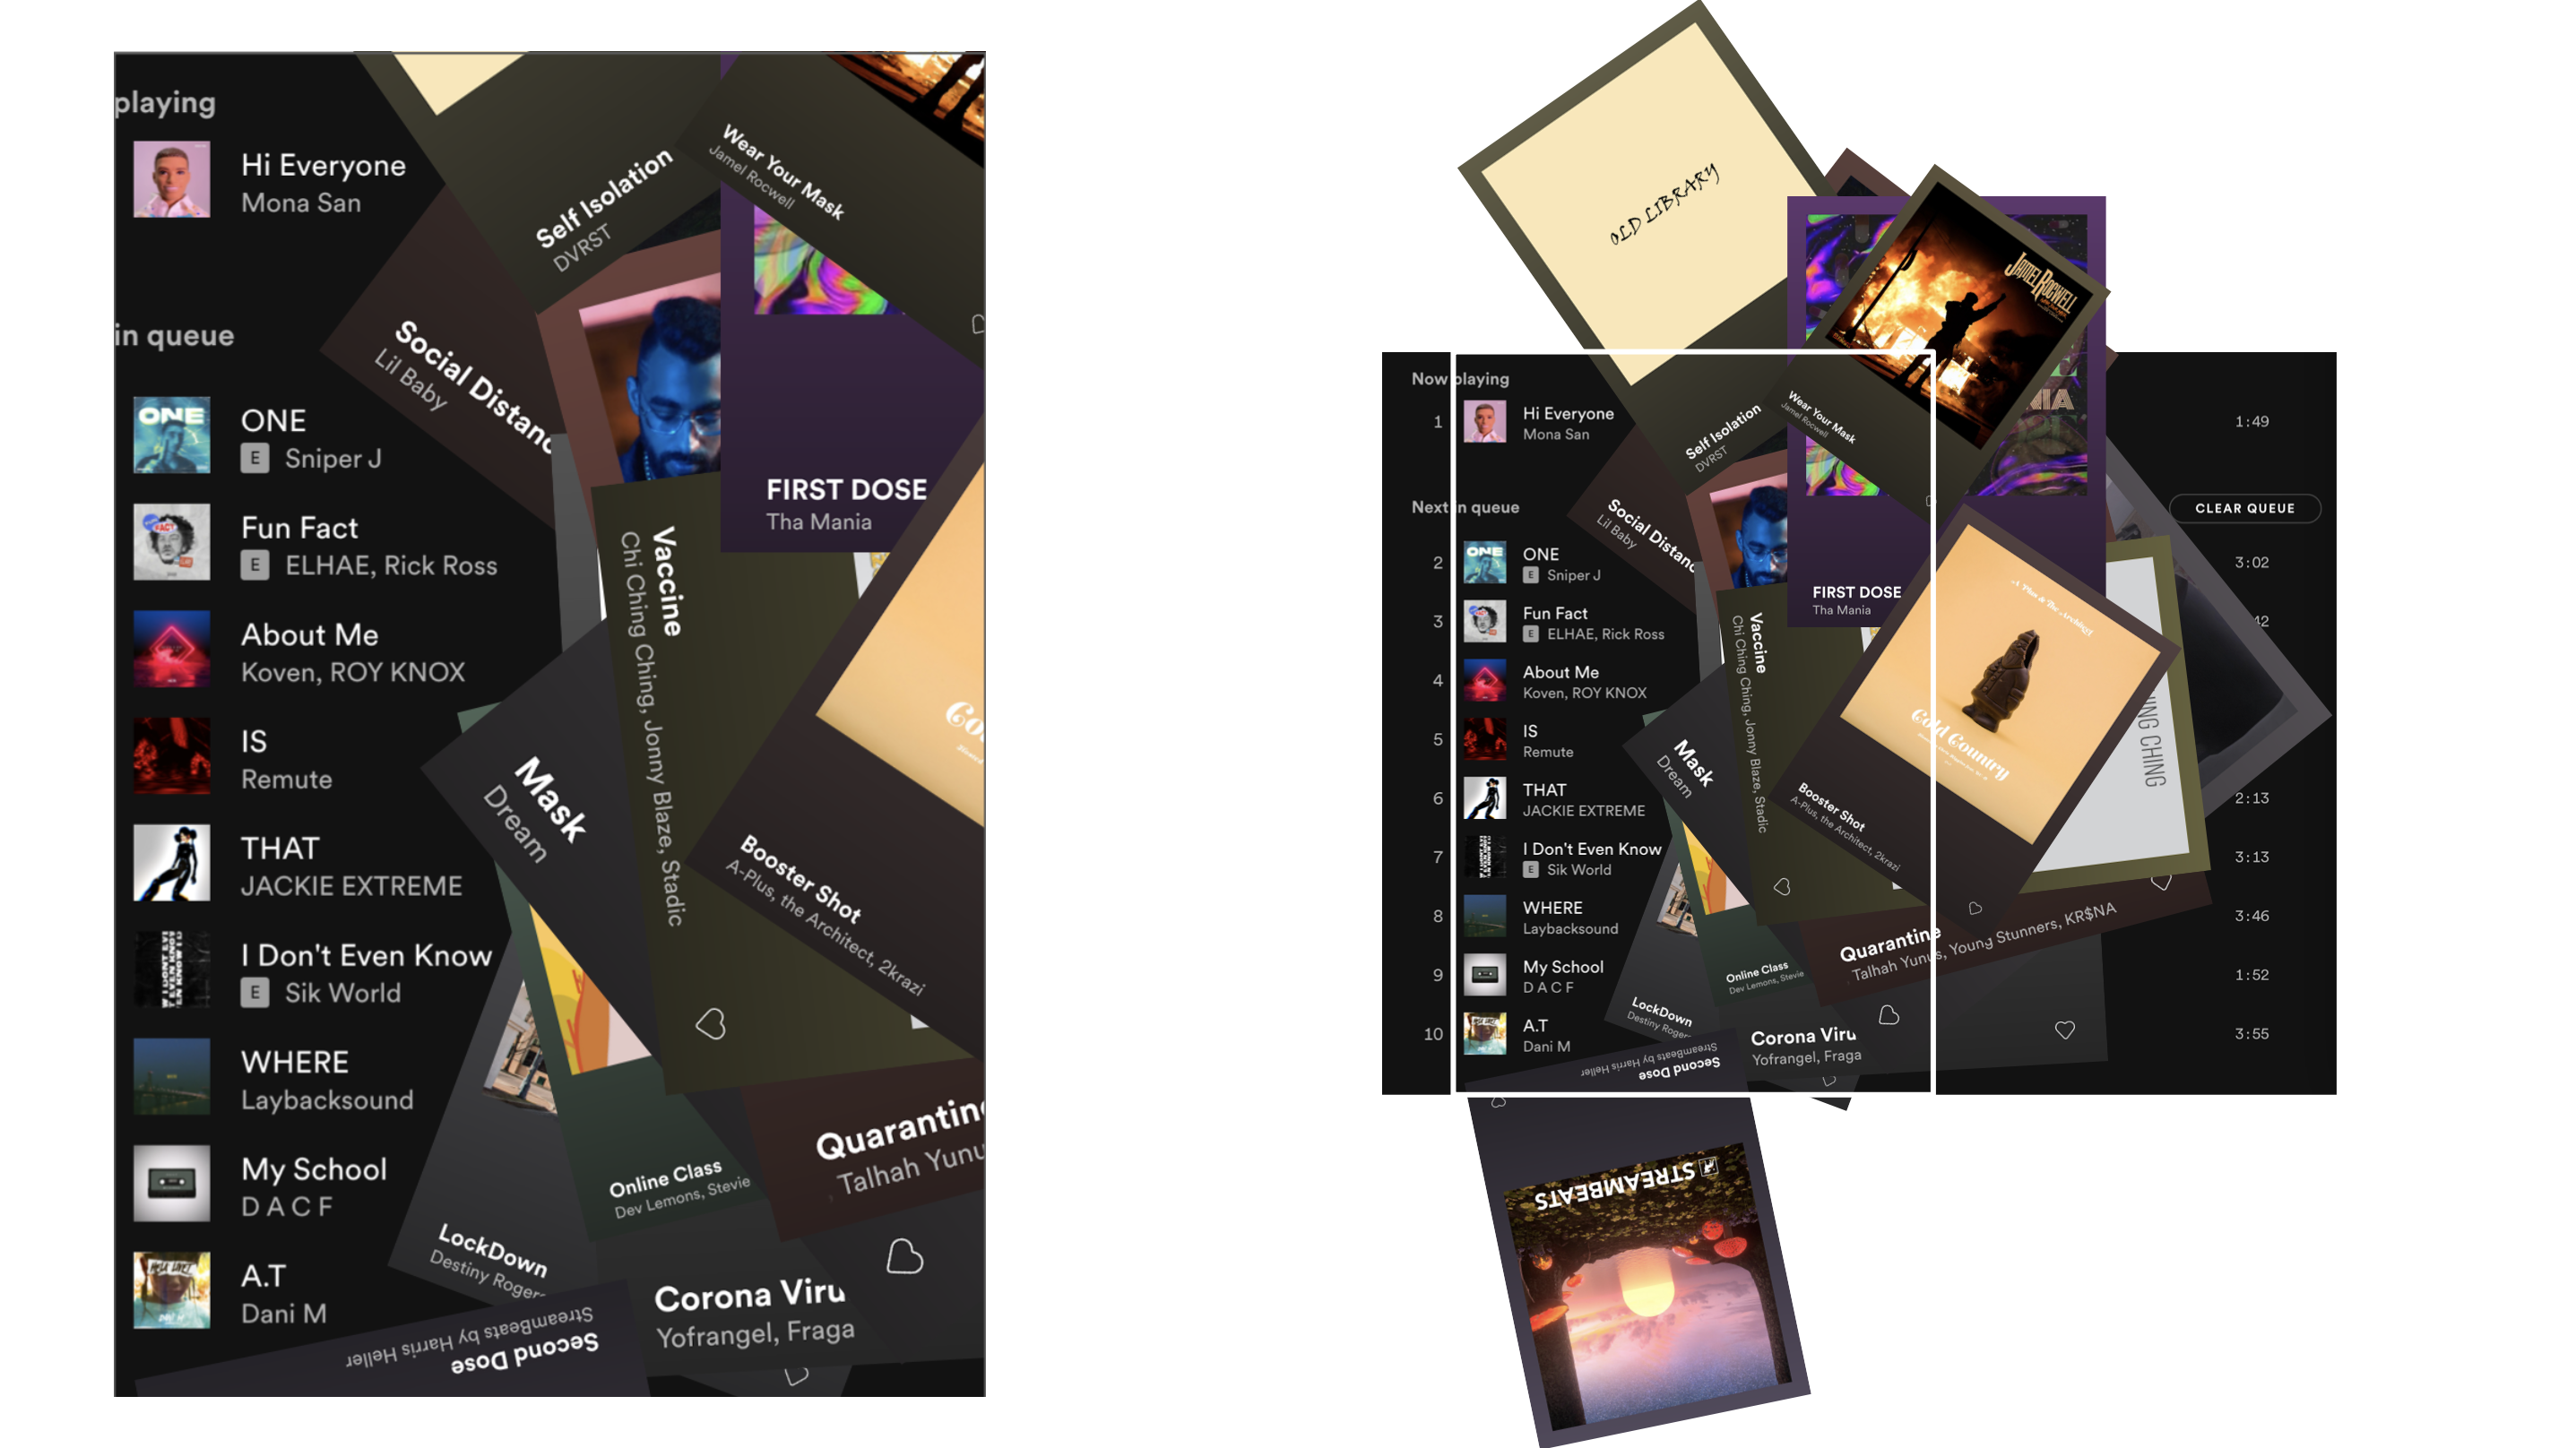 playing
Hi Everyone
Mona San
in queue
ONE
E Sniper J
Fun Fact
E ELHAE, Rick Ross
About Me
Koven, ROY KNOX
IS
Remute
THAT
JACKIE EXTREME
I Don't Even Know
E Sik World
WHERE
Laybacksound
My School
D A C F
A.T
Dani M
Self Isolation
DVRST
Wear Your Mask
Jamel Rocwell
Social Distanc
Lil Baby
FIRST DOSE
Tha Mania
Vaccine
Chi Ching Ching, Jonny Blaze, Stadic
Mask
Dream
Booster Shot
A-Plus, the Architect, 2krazi
Quarantine
Talhah Yunu
Online Class
Dev Lemons, Stevie
LockDown
Destiny Roger
Corona Viru
Yofrangel, Fraga
Second Dose
StreamBeats by Harris Heller
OLD LIBRARY
JAMEL ROCWELL
Now playing
1 Hi Everyone 1:49
Mona San
Next in queue
CLEAR QUEUE
2 ONE 3:02
E Sniper J
3 Fun Fact 42
E ELHAE, Rick Ross
4 About Me
Koven, ROY KNOX
5 IS
Remute
6 THAT 2:13
JACKIE EXTREME
7 I Don't Even Know 3:13
E Sik World
8 WHERE 3:46
Laybacksound
9 My School 1:52
D A C F
10 A.T 3:55
Dani M
Self Isolation
DVRST
Wear Your Mask
Jamel Rocwell
Social Distanc
Lil Baby
FIRST DOSE
Tha Mania
NIA
A-Plus & The Architect
Cold Country
Vaccine
Chi Ching Ching, Jonny Blaze, Stadic
Mask
Dream
Booster Shot
A-Plus, the Architect, 2krazi
ING CHING
Quarantine
Talhah Yunus, Young Stunners, KR$NA
Online Class
Dev Lemons, Stevie
LockDown
Destiny Roger
Corona Viru
Yofrangel, Fraga
Second Dose
StreamBeats by Harris Heller
STREAMBEATS